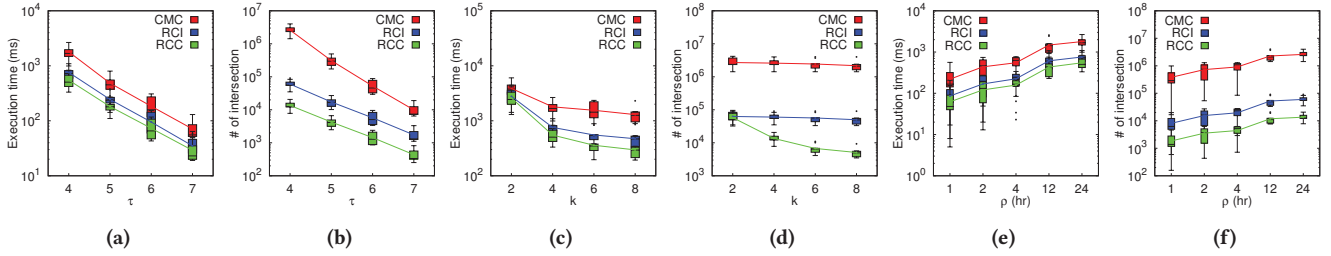 CMC
RCI
RCC
Execution time (ms)
10^4
10^3
10^2
10^1
4 5 6 7
τ
(a)
CMC
RCI
RCC
# of intersection
10^7
10^6
10^5
10^4
10^3
10^2
4 5 6 7
τ
(b)
CMC
RCI
RCC
Execution time (ms)
10^5
10^4
10^3
10^2
2 4 6 8
k
(c)
CMC
RCI
RCC
# of intersection
10^8
10^7
10^6
10^5
10^4
10^3
2 4 6 8
k
(d)
CMC
RCI
RCC
Execution time (ms)
10^4
10^3
10^2
10^1
10^0
1 2 4 12 24
ρ (hr)
(e)
CMC
RCI
RCC
# of intersection
10^8
10^7
10^6
10^5
10^4
10^3
10^2
10^1
1 2 4 12 24
ρ (hr)
(f)